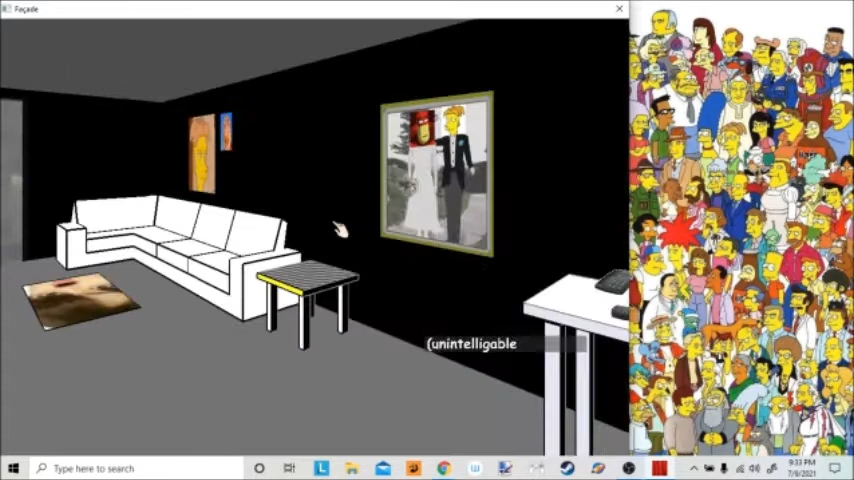 Façade
(unintelligable
Type here to search
9:33 PM
7/9/2021